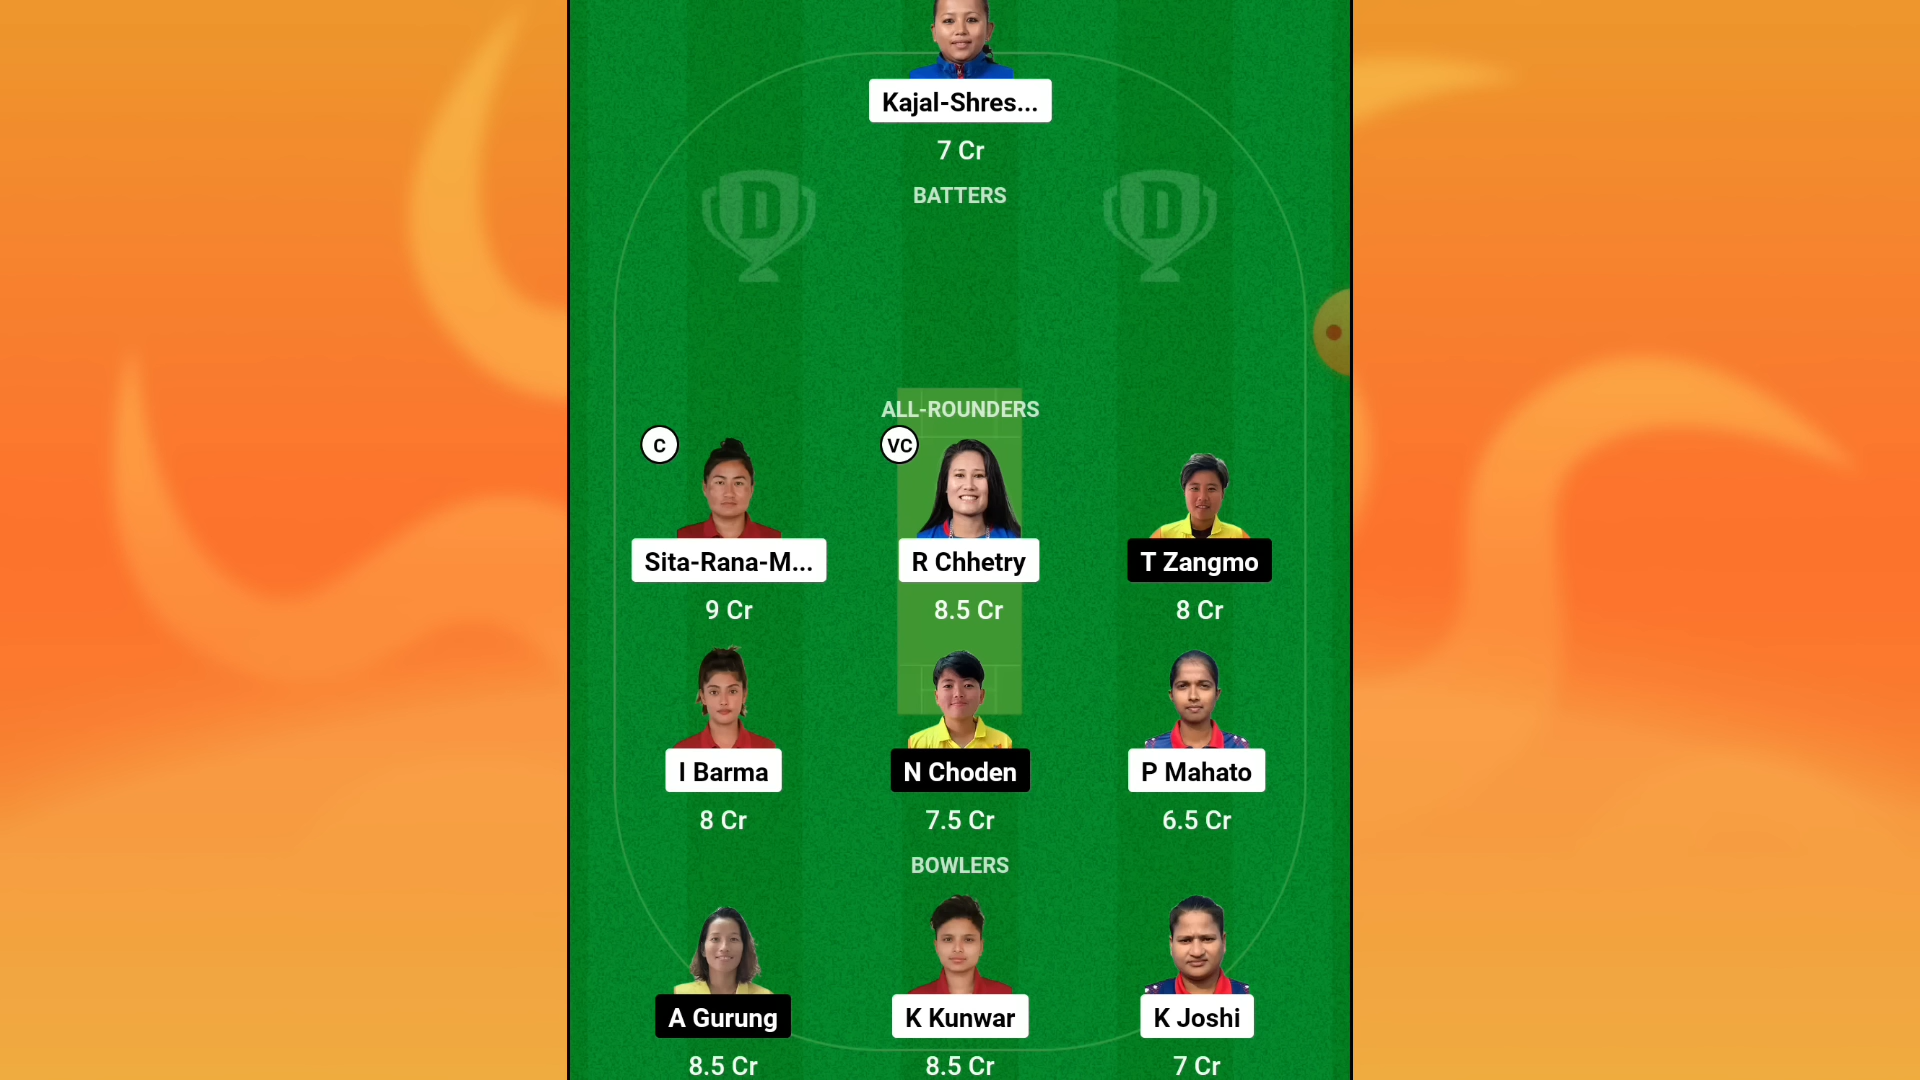 Kajal-Shres...
7 Cr
BATTERS
D D
ALL-ROUNDERS
C VC
Sita-Rana-M... R Chhetry T Zangmo
9 Cr 8.5 Cr 8 Cr
I Barma N Choden P Mahato
8 Cr 7.5 Cr 6.5 Cr
BOWLERS
A Gurung K Kunwar K Joshi
8.5 Cr 8.5 Cr 7 Cr